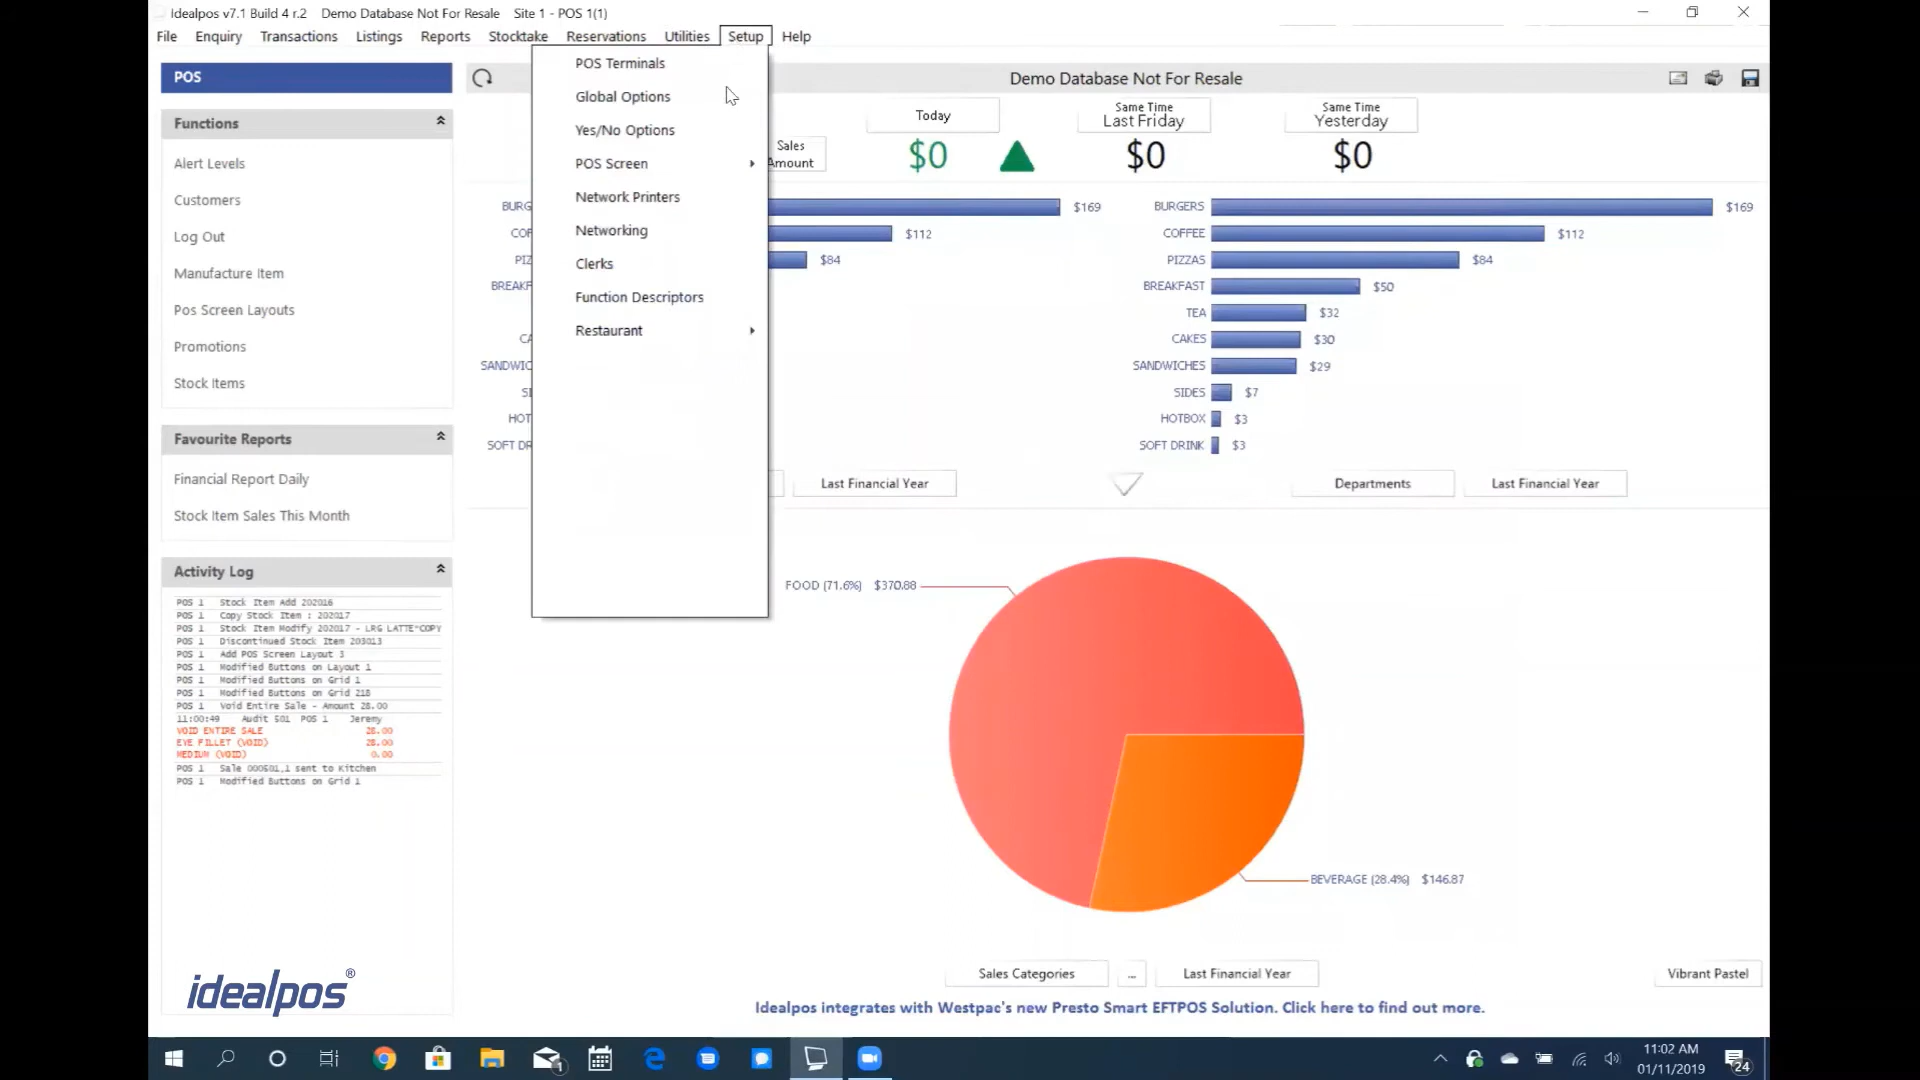 Idealpos v7.1 Build 4 r.2 Demo Database Not For Resale Site 1 - POS 1(1)
File Enquiry Transactions Listings Reports Stocktake Reservations Utilities Setup Help
POS
Functions
Alert Levels
Customers
Log Out
Manufacture Item
Pos Screen Layouts
Promotions
Stock Items
Favourite Reports
Financial Report Daily
Stock Item Sales This Month
Activity Log
POS 1 Stock Item Add 202016
POS 1 Copy Stock Item : 202017
POS 1 Stock Item Modify 202017 - LRG LATTE*COPY
POS 1 Discontinued Stock Item 203013
POS 1 Add POS Screen Layout 3
POS 1 Modified Buttons on Layout 1
POS 1 Modified Buttons on Grid 1
POS 1 Modified Buttons on Grid 218
POS 1 Void Entire Sale - Amount 28.00
11:00:49 Audit 501 POS 1 Jeremy
VOID ENTIRE SALE 28.00
EYE FILLET (VOID) 28.00
MEDIUM (VOID) 0.00
POS 1 Sale 000501,1 sent to Kitchen
POS 1 Modified Buttons on Grid 1
idealpos®
POS Terminals
Global Options
Yes/No Options
POS Screen
Network Printers
Networking
Clerks
Function Descriptors
Restaurant
Demo Database Not For Resale
Today
Same Time
Last Friday
Same Time
Yesterday
Sales
Amount
$0
$0
$0
BURG
$169
COF
$112
PIZ
$84
BREAKF
CA
SANDWIC
SI
HOT
SOFT DR
BURGERS $169
COFFEE $112
PIZZAS $84
BREAKFAST $50
TEA $32
CAKES $30
SANDWICHES $29
SIDES $7
HOTBOX $3
SOFT DRINK $3
Last Financial Year
Departments
Last Financial Year
FOOD (71.6%) $370.88
BEVERAGE (28.4%) $146.87
Sales Categories
...
Last Financial Year
Vibrant Pastel
Idealpos integrates with Westpac's new Presto Smart EFTPOS Solution. Click here to find out more.
1
11:02 AM
01/11/2019
24